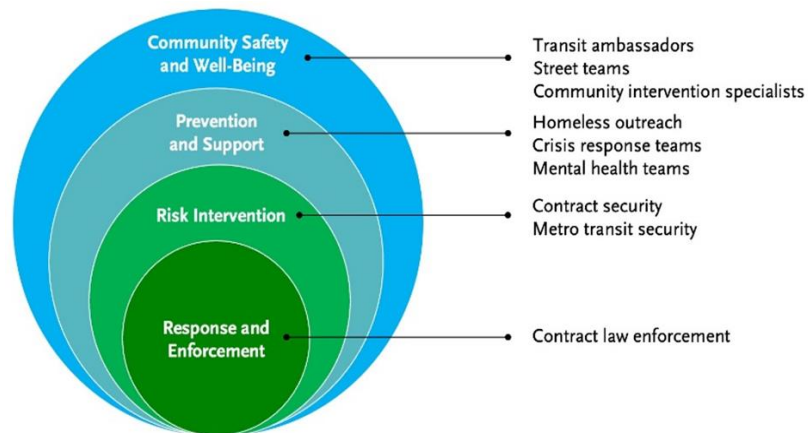 Community Safety
and Well-Being
Transit ambassadors
Street teams
Community intervention specialists
Prevention
and Support
Homeless outreach
Crisis response teams
Mental health teams
Risk Intervention
Contract security
Metro transit security
Response and
Enforcement
Contract law enforcement